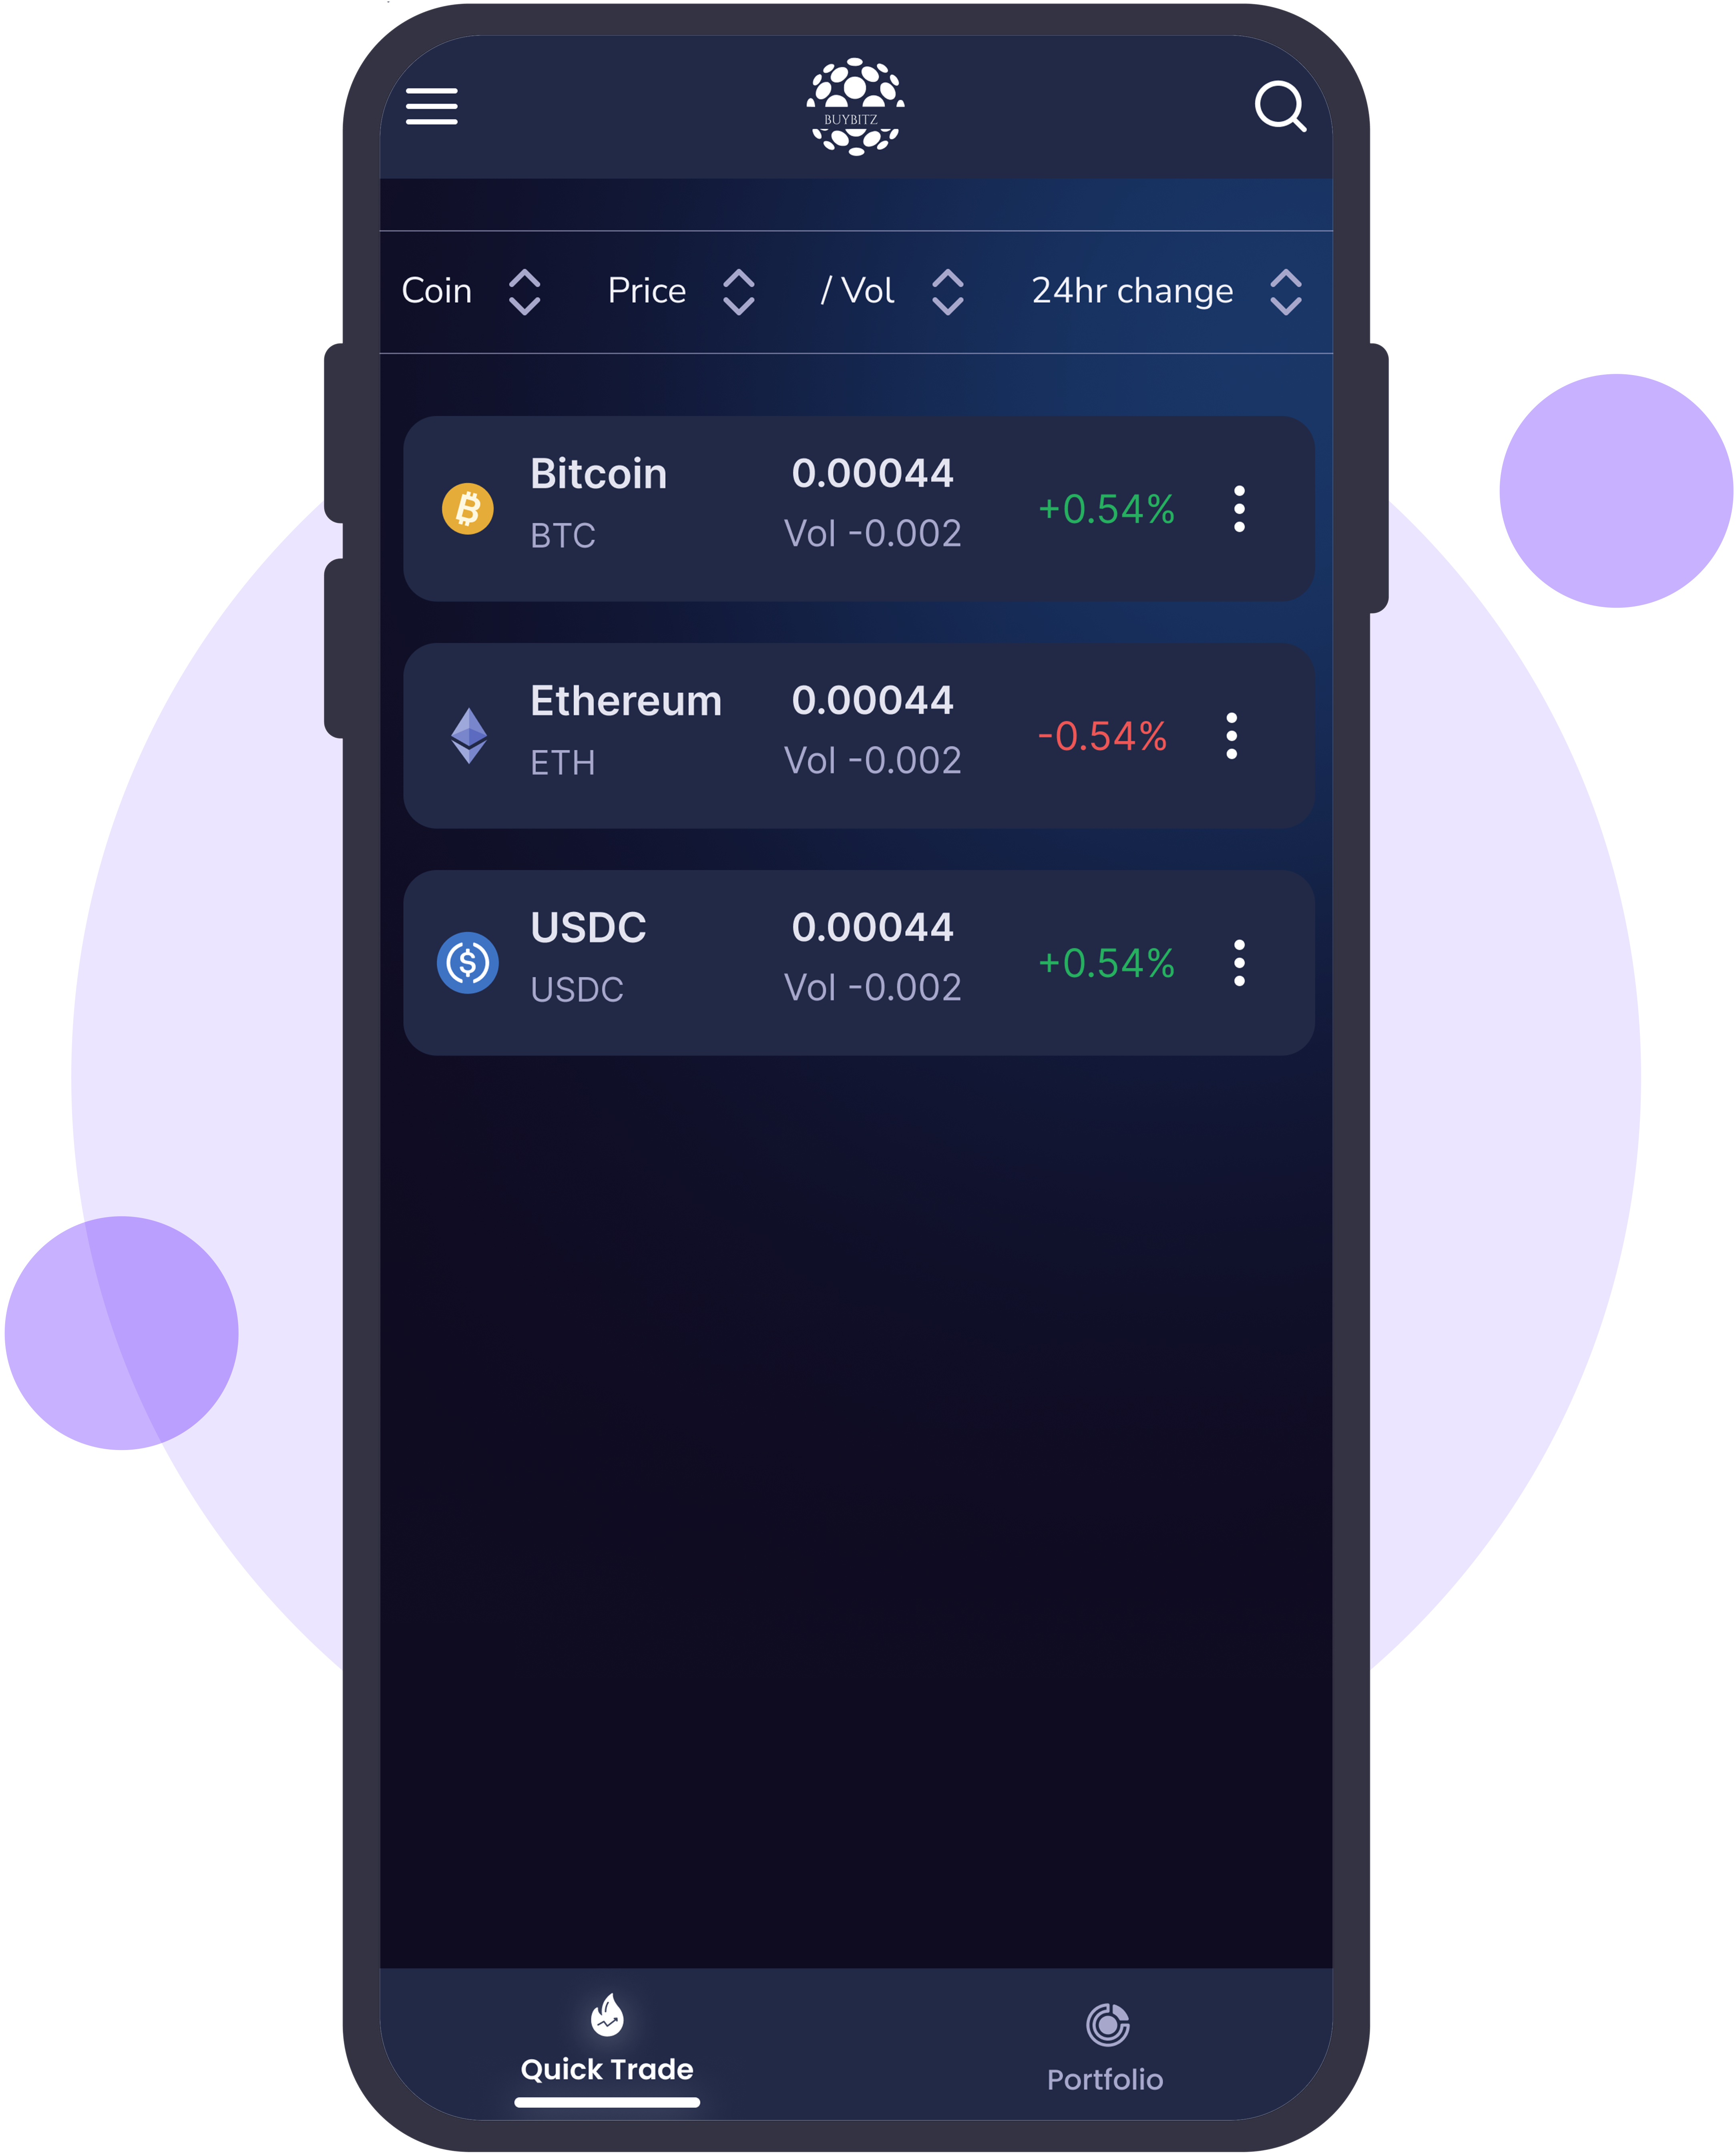 BUYBITZ
Coin Price / Vol 24hr change
Bitcoin 0.00044
+0.54%
BTC Vol -0.002
Ethereum 0.00044
-0.54%
ETH Vol -0.002
USDC 0.00044
+0.54%
USDC Vol -0.002
Quick Trade
Portfolio